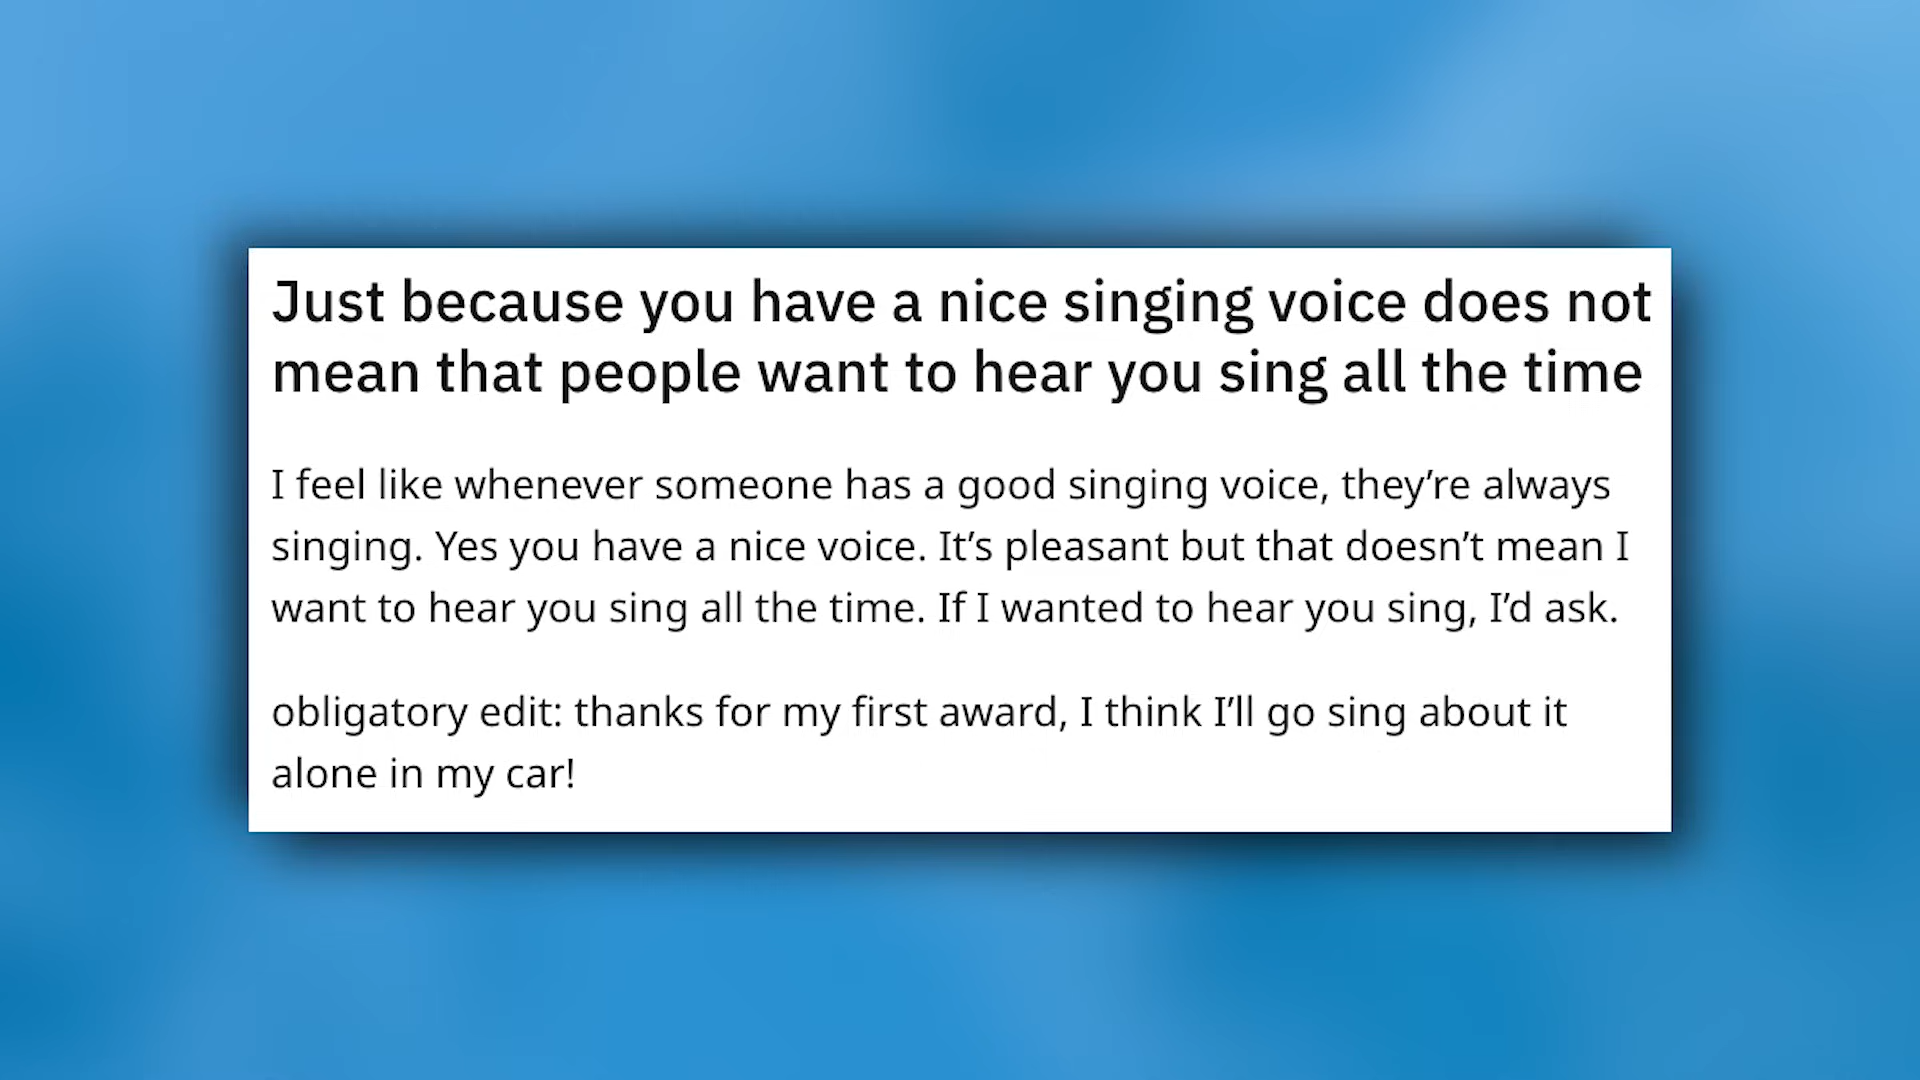 Just because you have a nice singing voice does not
mean that people want to hear you sing all the time
I feel like whenever someone has a good singing voice, they’re always
singing. Yes you have a nice voice. It’s pleasant but that doesn’t mean I
want to hear you sing all the time. If I wanted to hear you sing, I’d ask.
obligatory edit: thanks for my first award, I think I’ll go sing about it
alone in my car!